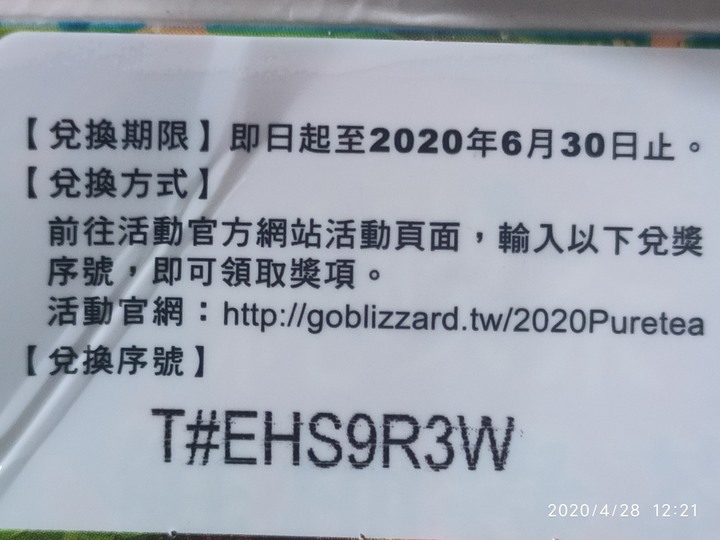 【兌換期限】即日起至2020年6月30日止。
【兌換方式】
前往活動官方網站活動頁面，輸入以下兌獎
序號，即可領取獎項。
活動官網：http://goblizzard.tw/2020Puretea
【兌換序號】
T#EHS9R3W
2020/4/28 12:21